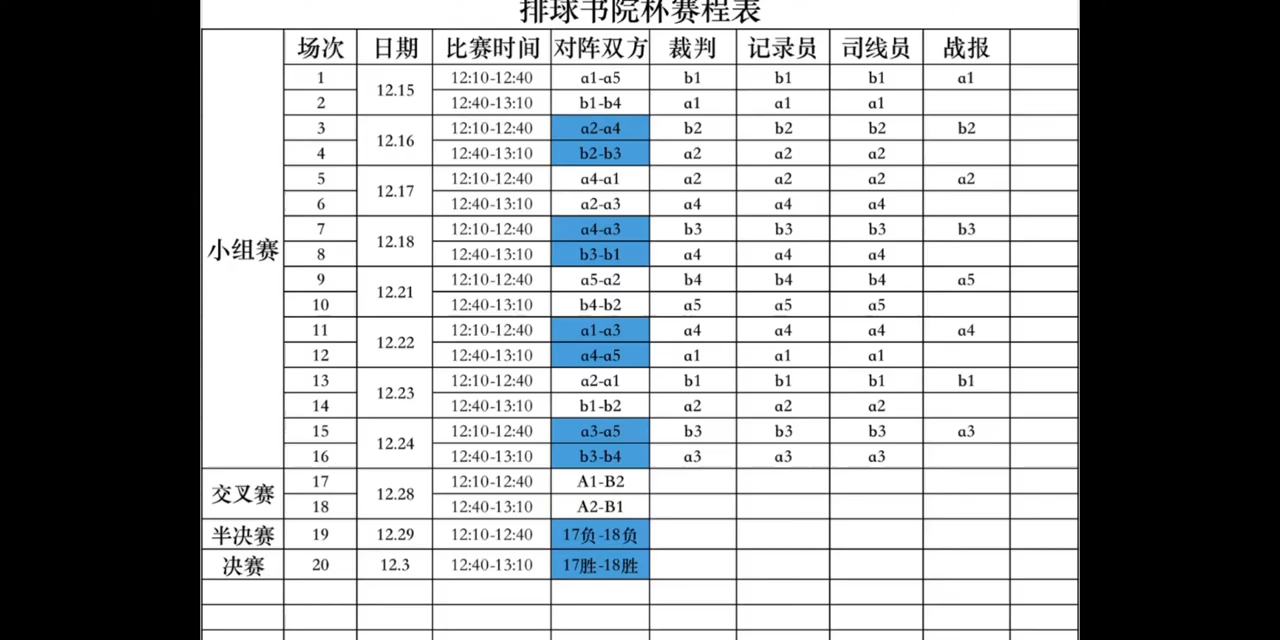 排球书院杯赛程表
场次 日期 比赛时间 对阵双方 裁判 记录员 司线员 战报
小组赛
1 12.15 12:10-12:40 a1-a5 b1 b1 b1 a1
2 12:40-13:10 b1-b4 a1 a1 a1
3 12.16 12:10-12:40 a2-a4 b2 b2 b2 b2
4 12:40-13:10 b2-b3 a2 a2 a2
5 12.17 12:10-12:40 a4-a1 a2 a2 a2 a2
6 12:40-13:10 a2-a3 a4 a4 a4
7 12.18 12:10-12:40 a4-a3 b3 b3 b3 b3
8 12:40-13:10 b3-b1 a4 a4 a4
9 12.21 12:10-12:40 a5-a2 b4 b4 b4 a5
10 12:40-13:10 b4-b2 a5 a5 a5
11 12.22 12:10-12:40 a1-a3 a4 a4 a4 a4
12 12:40-13:10 a4-a5 a1 a1 a1
13 12.23 12:10-12:40 a2-a1 b1 b1 b1 b1
14 12:40-13:10 b1-b2 a2 a2 a2
15 12.24 12:10-12:40 a3-a5 b3 b3 b3 a3
16 12:40-13:10 b3-b4 a3 a3 a3
交叉赛
17 12.28 12:10-12:40 A1-B2
18 12:40-13:10 A2-B1
半决赛 19 12.29 12:10-12:40 17负-18负
决赛 20 12.3 12:40-13:10 17胜-18胜